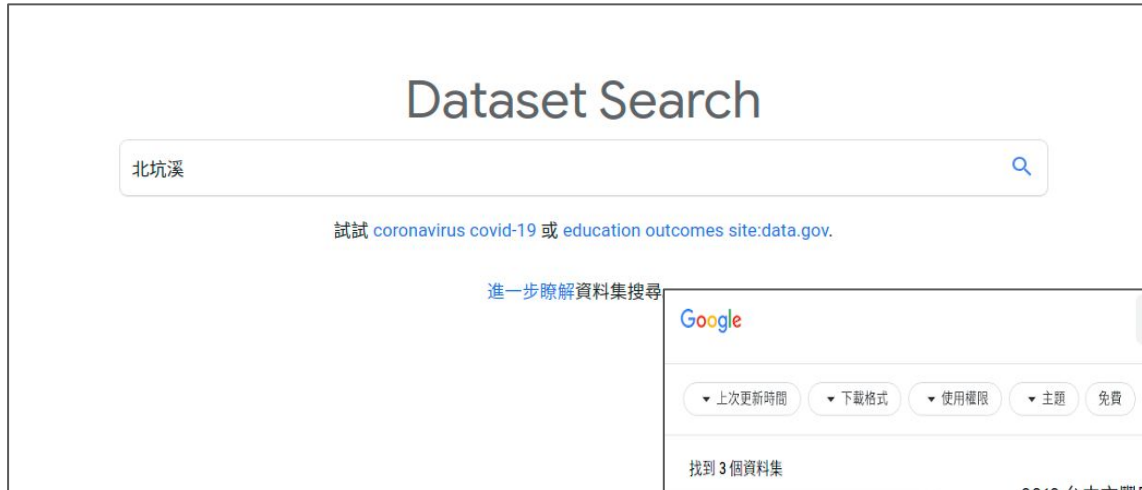 Dataset Search
北坑溪
試試 coronavirus covid-19 或 education outcomes site:data.gov.
進一步瞭解資料集搜尋
Google
上次更新時間 下載格式 使用權限 主題 免費
找到 3 個資料集